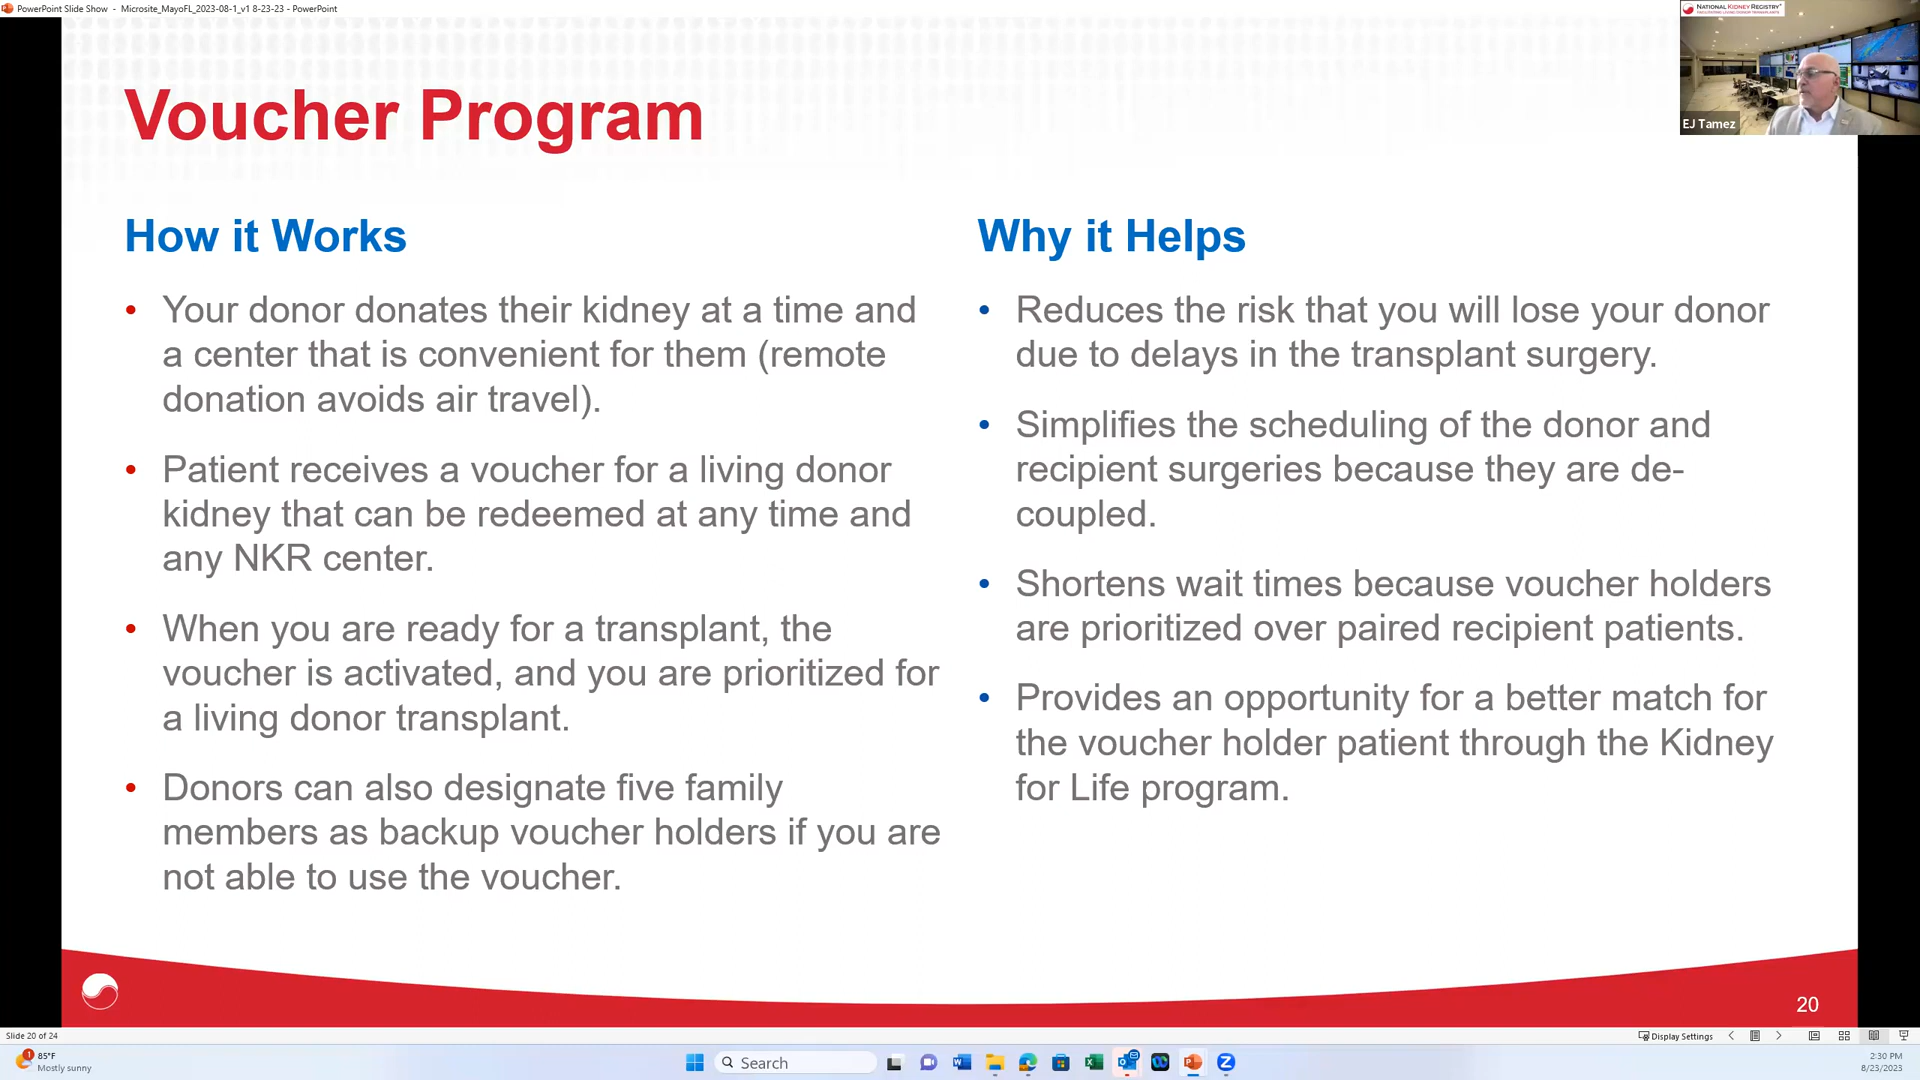 PowerPoint Slide Show - Microsite_MayoFL_2023-08-1_v1 8-23-23 - PowerPoint
NATIONAL KIDNEY REGISTRY
EJ Tamez
Voucher Program
How it Works
• Your donor donates their kidney at a time and
a center that is convenient for them (remote
donation avoids air travel).
• Patient receives a voucher for a living donor
kidney that can be redeemed at any time and
any NKR center.
• When you are ready for a transplant, the
voucher is activated, and you are prioritized for
a living donor transplant.
• Donors can also designate five family
members as backup voucher holders if you are
not able to use the voucher.
Why it Helps
• Reduces the risk that you will lose your donor
due to delays in the transplant surgery.
• Simplifies the scheduling of the donor and
recipient surgeries because they are de-
coupled.
• Shortens wait times because voucher holders
are prioritized over paired recipient patients.
• Provides an opportunity for a better match for
the voucher holder patient through the Kidney
for Life program.
20
Slide 20 of 24
Display Settings
1
85°F
Mostly sunny
Search
2:30 PM
8/23/2023